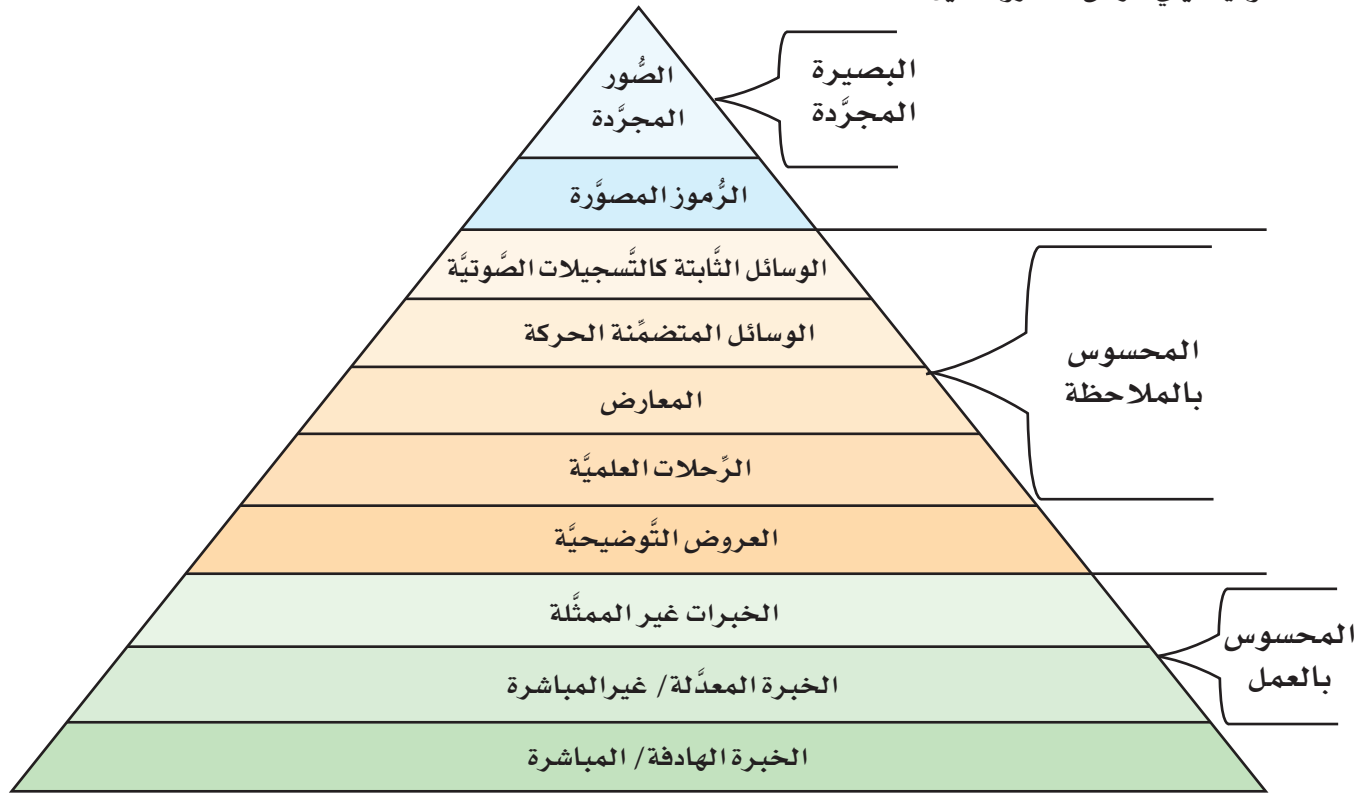 الصُّور
المجرَّدة
البصيرة
المجرَّدة
الرُّموز المصوَّرة
الوسائل الثَّابتة كالتَّسجيلات الصَّوتيَّة
الوسائل المتضمِّنة الحركة
المحسوس
بالملاحظة
المعارض
الرِّحلات العلميَّة
العروض التَّوضيحيَّة
الخبرات غير الممثَّلة
المحسوس
بالعمل
الخبرة المعدَّلة/ غيرالمباشرة
الخبرة الهادفة/ المباشرة